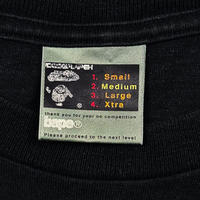 1. Small
2. Medium
3. Large
4. Xtra
thank you for your no competition
bape®
Please proceed to the next level